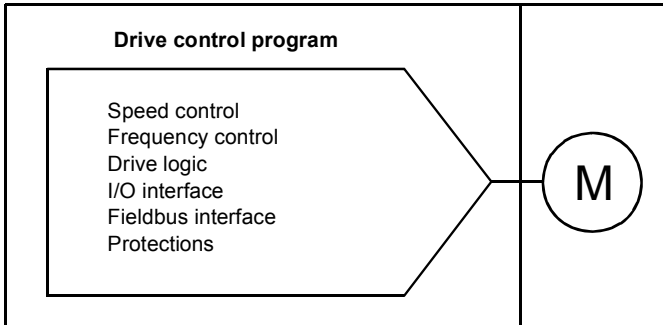 Drive control program
Speed control
Frequency control
Drive logic
I/O interface
Fieldbus interface
Protections
M